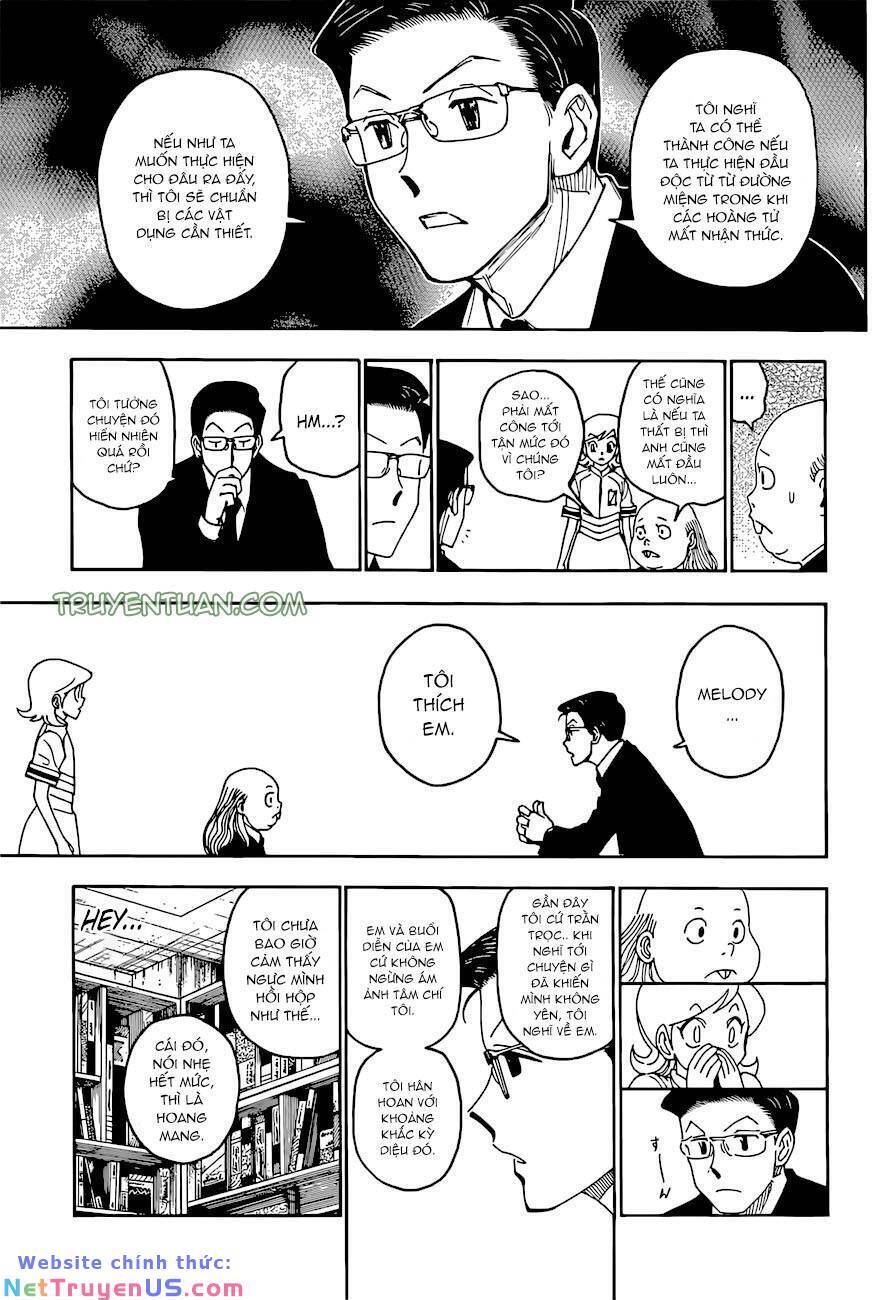 TÔI NGHĨ
TA CÓ THỂ
THÀNH CÔNG NẾU
TA THỰC HIỆN ĐẦU
ĐỘC TỪ TỪ ĐƯỜNG
MIỆNG TRONG KHI
CÁC HOÀNG TỬ
MẤT NHẬN THỨC.
NẾU NHƯ TA
MUỐN THỰC HIỆN
CHO ĐÂU RA ĐẤY,
THÌ TÔI SẼ CHUẨN
BỊ CÁC VẬT
DỤNG CẦN THIẾT.
...
THẾ CŨNG
CÓ NGHĨA
LÀ NẾU TA
THẤT BẠI THÌ
ANH CŨNG
MẤT ĐẦU
LUÔN...
SAO...
PHẢI MẤT
CÔNG TỚI
TẬN MỨC ĐÓ
VÌ CHÚNG
TÔI?
HM...?
TÔI TƯỞNG
CHUYỆN ĐÓ
HIỂN NHIÊN
QUÁ RỒI
CHỨ?
TRUYENTUAN.COM
MELODY
...
TÔI
THÍCH
EM.
スーッ
GẦN ĐÂY
TÔI CỨ TRẰN
TRỌC.. KHI
NGHĨ TỚI
CHUYỆN GÌ
ĐÃ KHIẾN
MÌNH KHÔNG
YÊN, TÔI
NGHĨ VỀ EM.
EM VÀ BUỔI
DIỄN CỦA EM
CỨ KHÔNG
NGỪNG ÁM
ẢNH TÂM CHÍ
TÔI.
TÔI HÂN
HOAN VỚI
KHOẢNG
KHẮC KỲ
DIỆU ĐÓ.
TÔI CHƯA
BAO GIỜ
CẢM THẤY
NGỰC MÌNH
HỒI HỘP
NHƯ THẾ...
HEY...
CÁI ĐÓ,
NÓI NHẸ
HẾT MỨC,
THÌ LÀ
HOANG
MANG.
Website chính thức:
NetTruyenUS.com